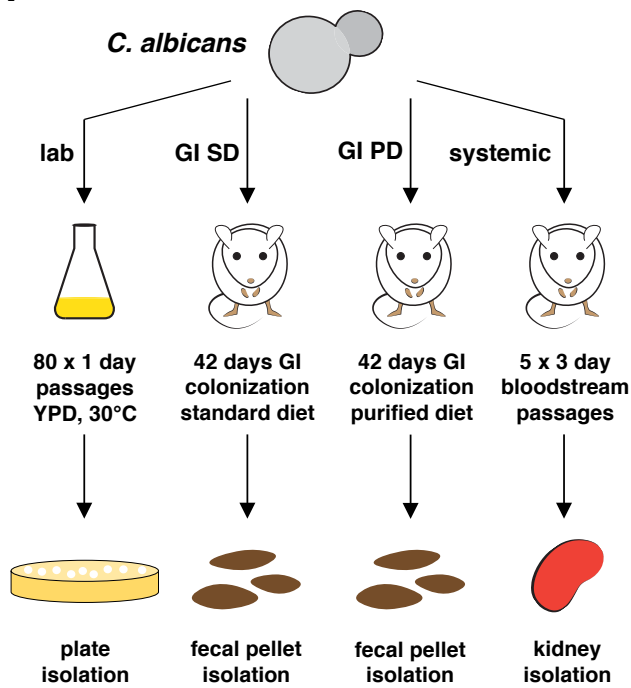 C. albicans
lab
GI SD
GI PD
systemic
80 x 1 day
passages
YPD, 30°C
42 days GI
colonization
standard diet
42 days GI
colonization
purified diet
5 x 3 day
bloodstream
passages
plate
isolation
fecal pellet
isolation
fecal pellet
isolation
kidney
isolation